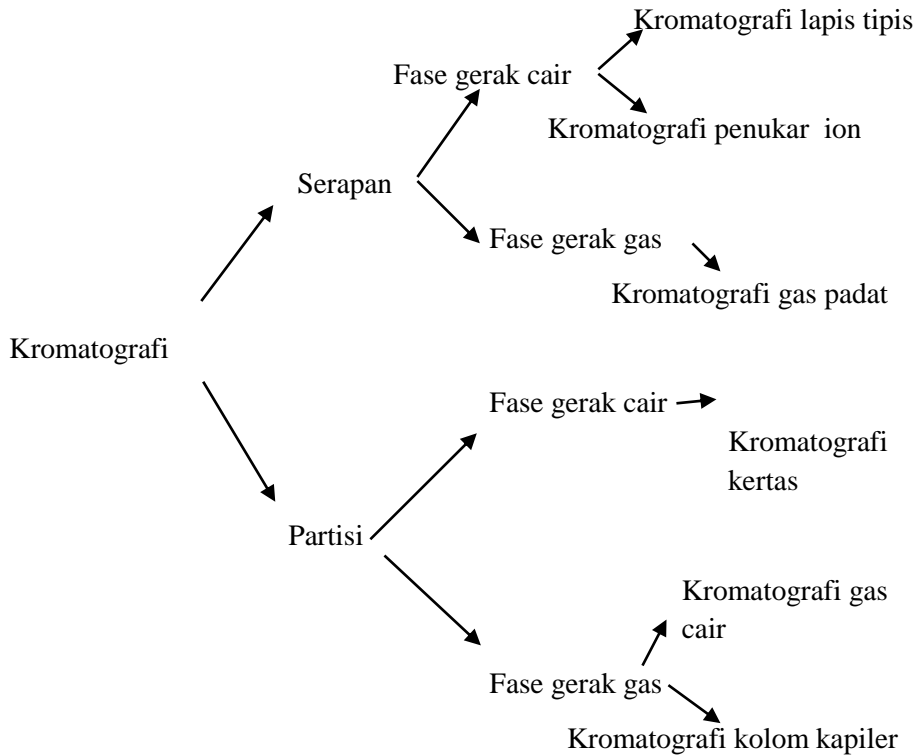 Kromatografi lapis tipis
Fase gerak cair
Kromatografi penukar ion
Serapan
Fase gerak gas
Kromatografi gas padat
Kromatografi
Fase gerak cair
Kromatografi
kertas
Partisi
Kromatografi gas
cair
Fase gerak gas
Kromatografi kolom kapiler